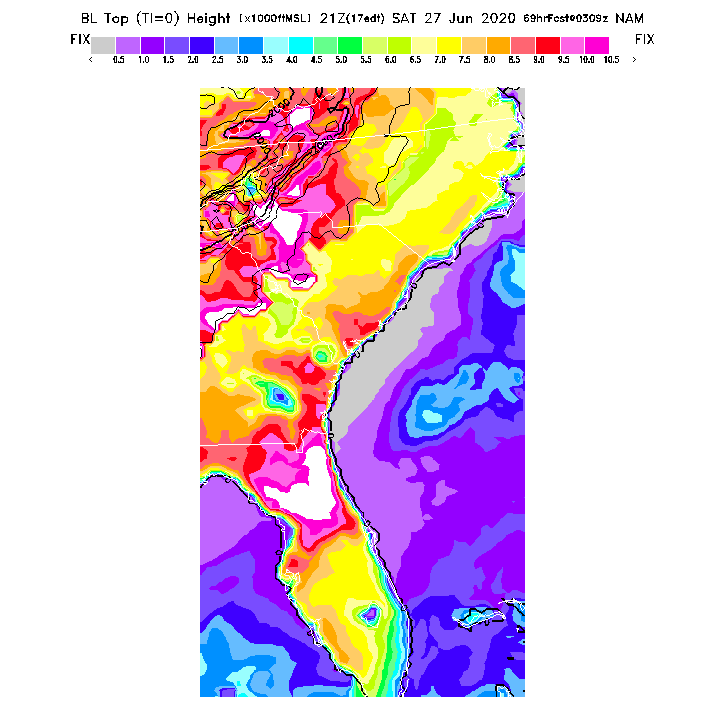 BL Top (TI=0) Height [x1000ftMSL] 21Z(17edt) SAT 27 Jun 2020 69hrFcst@0309z NAM
FIX FIX
< 0.5 1.0 1.5 2.0 2.5 3.0 3.5 4.0 4.5 5.0 5.5 6.0 6.5 7.0 7.5 8.0 8.5 9.0 9.5 10.0 10.5 >
2000